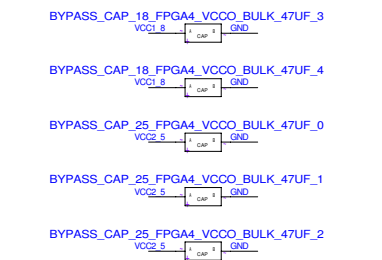 BYPASS_CAP_18_FPGA4_VCCO_BULK_47UF_3
VCC1_8 A B GND
CAP
BYPASS_CAP_18_FPGA4_VCCO_BULK_47UF_4
VCC1_8 A B GND
CAP
BYPASS_CAP_25_FPGA4_VCCO_BULK_47UF_0
VCC2_5 A B GND
CAP
BYPASS_CAP_25_FPGA4_VCCO_BULK_47UF_1
VCC2_5 A B GND
CAP
BYPASS_CAP_25_FPGA4_VCCO_BULK_47UF_2
VCC2_5 A B GND
CAP